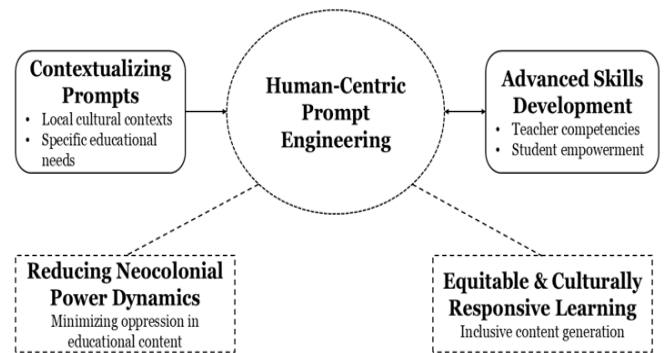 Contextualizing
Prompts
• Local cultural contexts
• Specific educational
needs
Human-Centric
Prompt
Engineering
Advanced Skills
Development
• Teacher competencies
• Student empowerment
Reducing Neocolonial
Power Dynamics
Minimizing oppression in
educational content
Equitable & Culturally
Responsive Learning
Inclusive content generation